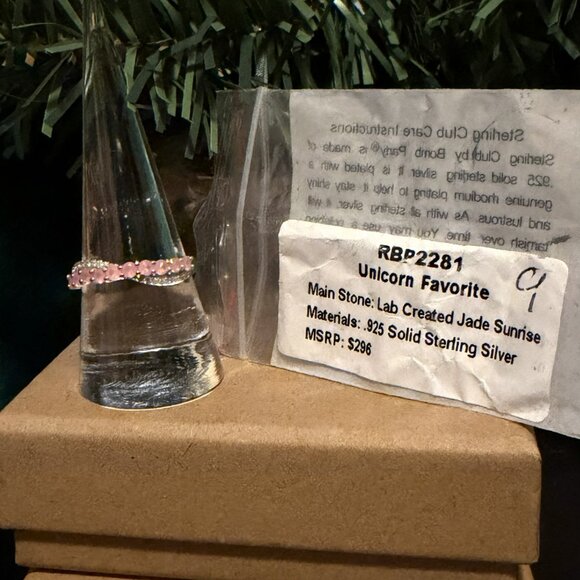 Sterling Club Care Instructions
Sterling Club by Bomb Party® is made of
.925 solid sterling silver. It is plated with a
genuine rhodium plating to help it stay shiny
and lustrous. As with all sterling silver, it will
tarnish over time. You may use a polishing
RBP2281
Unicorn Favorite
Main Stone: Lab Created Jade Sunrise
Materials: .925 Solid Sterling Silver
MSRP: $296